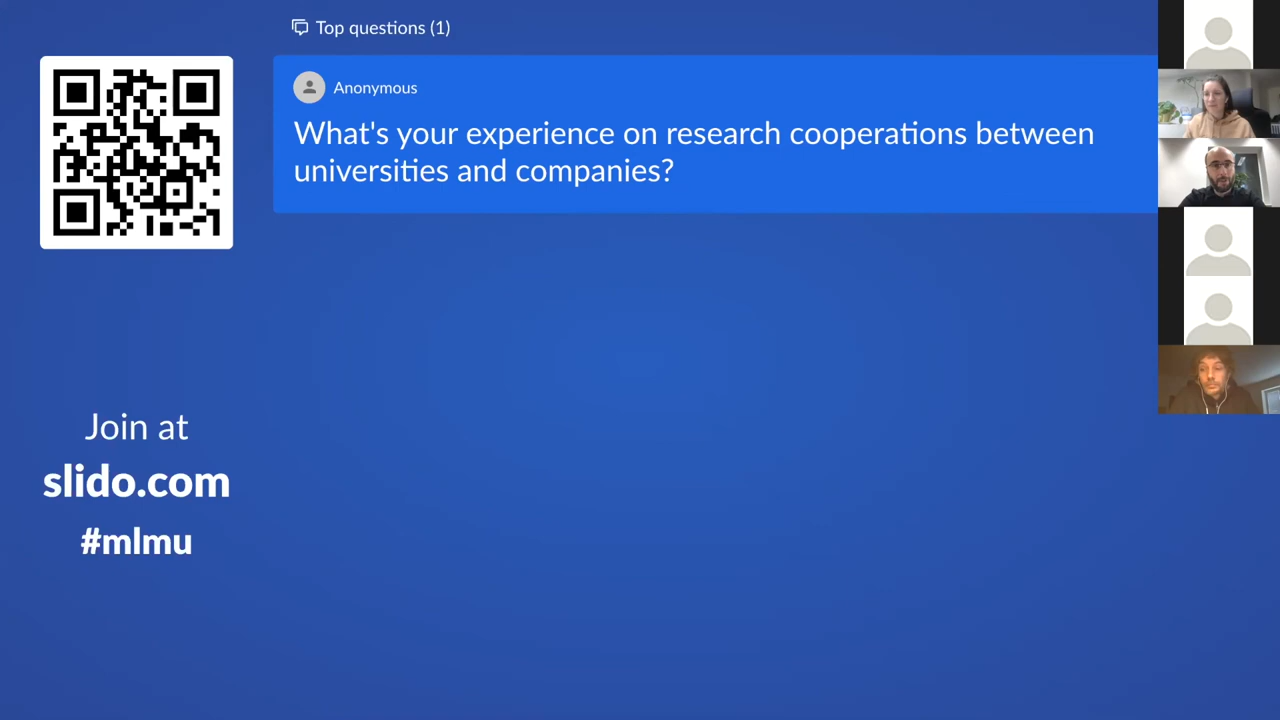 Top questions (1)
Anonymous
What's your experience on research cooperations between
universities and companies?
Join at
slido.com
#mlmu